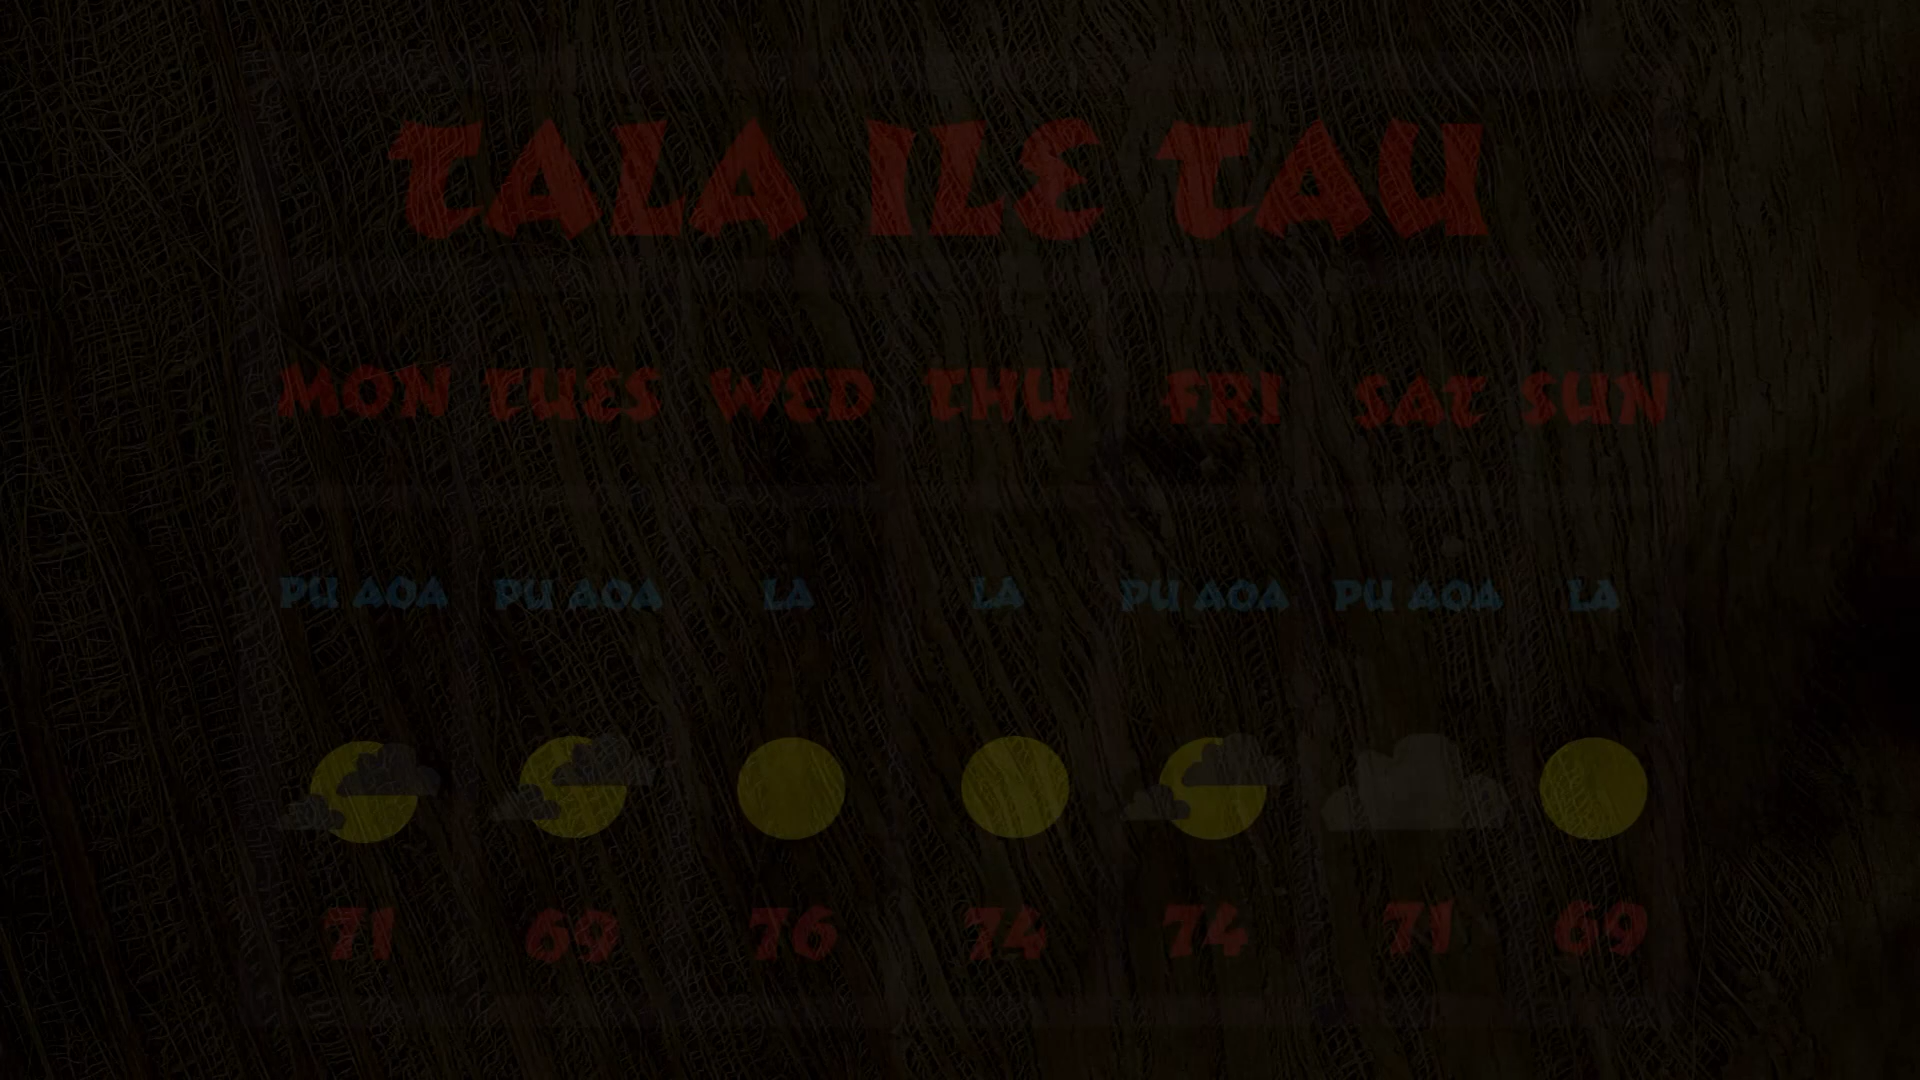 TALA ILE TAU
MON TUES WED THU FRI SAT SUN
PU AOA PU AOA LA LA PU AOA PU AOA LA
71 69 76 74 74 71 69